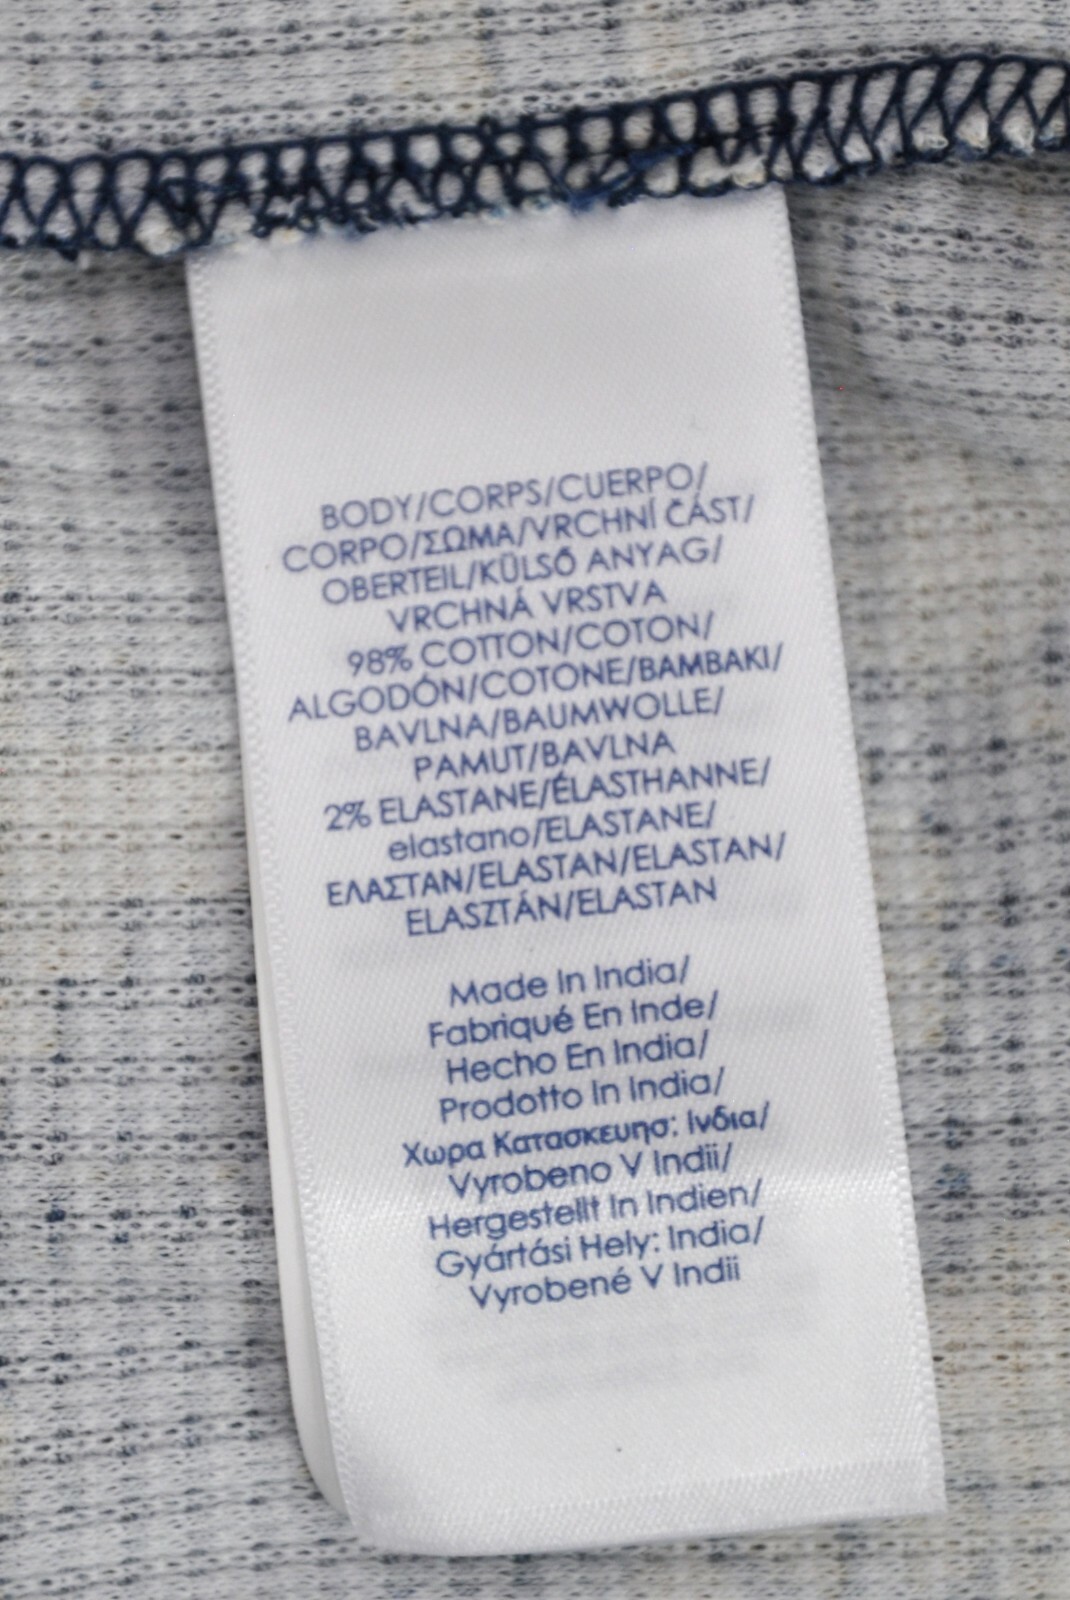 BODY/CORPS/CUERPO/
CORPO/ΣΩΜΑ/VRCHNÍ ČÁST/
OBERTEIL/KÜLSŐ ANYAG/
VRCHNÁ VRSTVA
98% COTTON/COTON/
ALGODÓN/COTONE/ΒΑΜΒΑΚΙ/
BAVLNA/BAUMWOLLE/
PAMUT/BAVLNA
2% ELASTANE/ÉLASTHANNE/
elastano/ELASTANE/
ΕΛΑΣΤΑΝ/ELASTAN/ELASTAN/
ELASZTÁN/ELASTAN
Made In India/
Fabriqué En Inde/
Hecho En India/
Prodotto In India/
Χωρα Κατασκευησ: Ινδια/
Vyrobeno V Indii/
Hergestellt In Indien/
Gyártási Hely: India/
Vyrobené V Indii